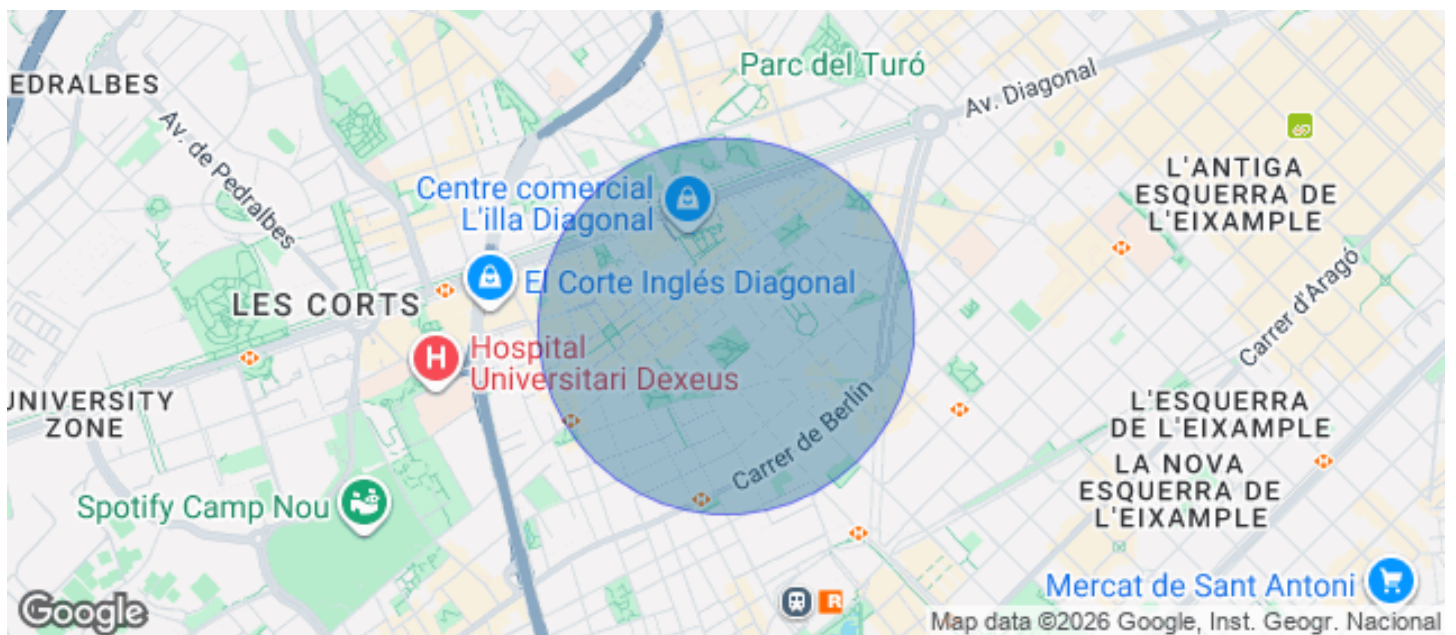 Parc del Turó
EDRALBES
Av. Diagonal
Av. de Pedralbes
L'ANTIGA
ESQUERRA DE
L'EIXAMPLE
Centre comercial
L'illa Diagonal
El Corte Inglés Diagonal
LES CORTS
Carrer d'Aragó
H
Hospital
Universitari Dexeus
UNIVERSITY
ZONE
Carrer de Berlín
L'ESQUERRA
DE L'EIXAMPLE
LA NOVA
ESQUERRA DE
L'EIXAMPLE
Spotify Camp Nou
Mercat de Sant Antoni
R
Google
Map data ©2026 Google, Inst. Geogr. Nacional